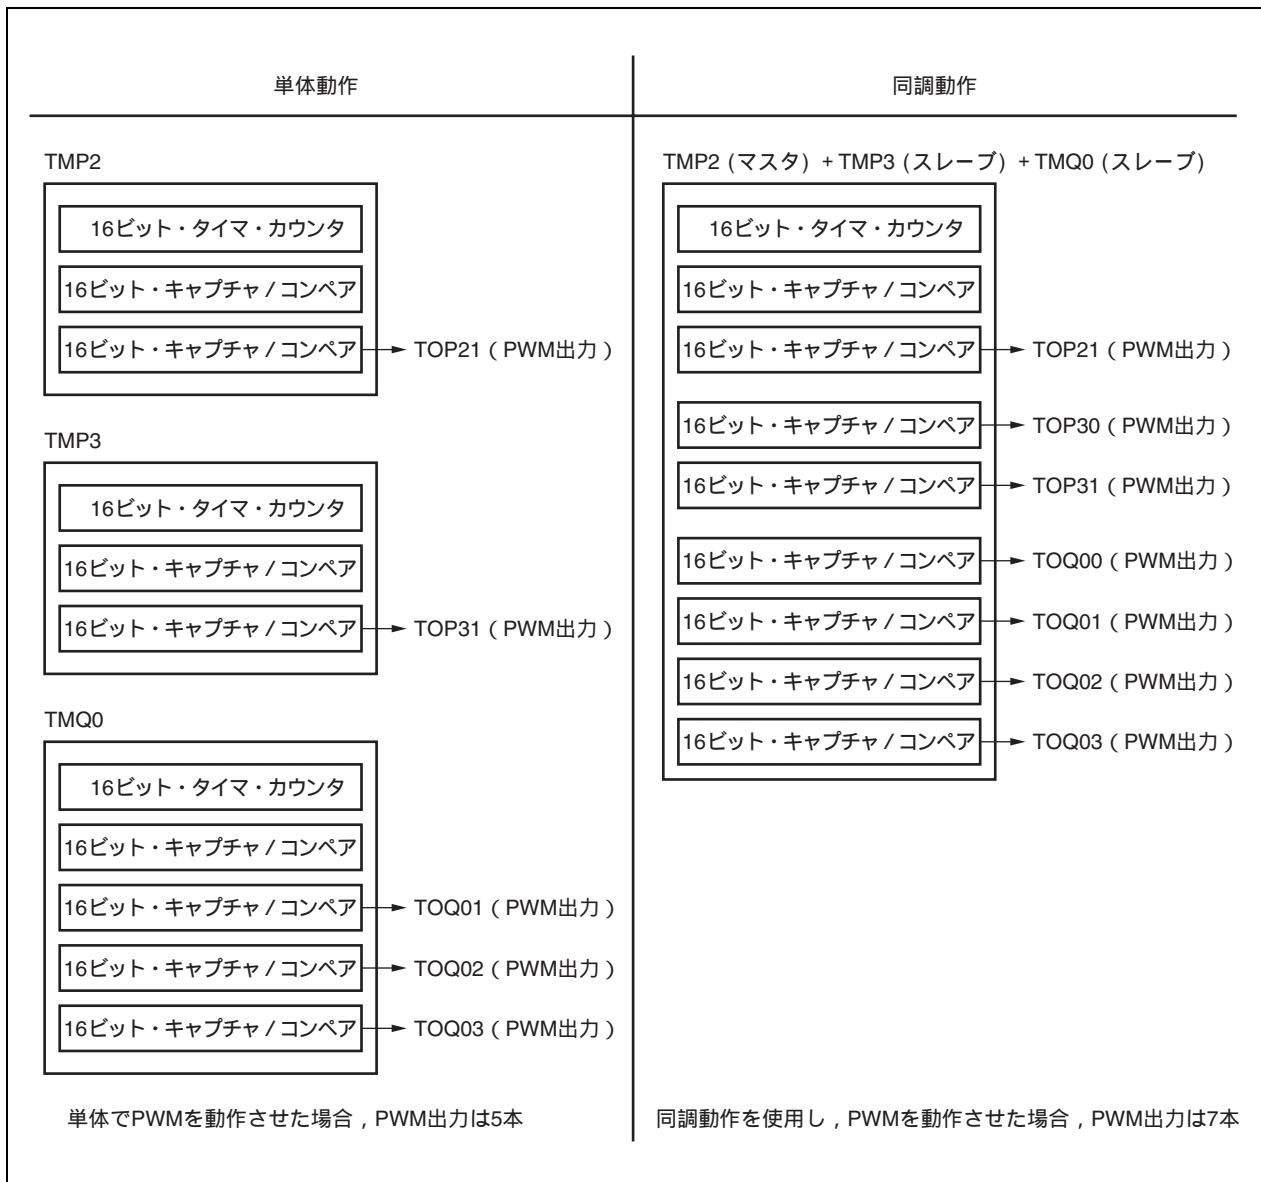 単体動作
TMP2
16ビット・タイマ・カウンタ
16ビット・キャプチャ / コンペア
16ビット・キャプチャ / コンペア
TOP21（PWM出力）
TMP3
16ビット・タイマ・カウンタ
16ビット・キャプチャ / コンペア
16ビット・キャプチャ / コンペア
TOP31（PWM出力）
TMQ0
16ビット・タイマ・カウンタ
16ビット・キャプチャ / コンペア
16ビット・キャプチャ / コンペア
TOQ01（PWM出力）
16ビット・キャプチャ / コンペア
TOQ02（PWM出力）
16ビット・キャプチャ / コンペア
TOQ03（PWM出力）
単体でPWMを動作させた場合，PWM出力は5本
同調動作
TMP2（マスタ）+ TMP3（スレーブ）+ TMQ0（スレーブ）
16ビット・タイマ・カウンタ
16ビット・キャプチャ / コンペア
16ビット・キャプチャ / コンペア
TOP21（PWM出力）
16ビット・キャプチャ / コンペア
TOP30（PWM出力）
16ビット・キャプチャ / コンペア
TOP31（PWM出力）
16ビット・キャプチャ / コンペア
TOQ00（PWM出力）
16ビット・キャプチャ / コンペア
TOQ01（PWM出力）
16ビット・キャプチャ / コンペア
TOQ02（PWM出力）
16ビット・キャプチャ / コンペア
TOQ03（PWM出力）
同調動作を使用し，PWMを動作させた場合，PWM出力は7本